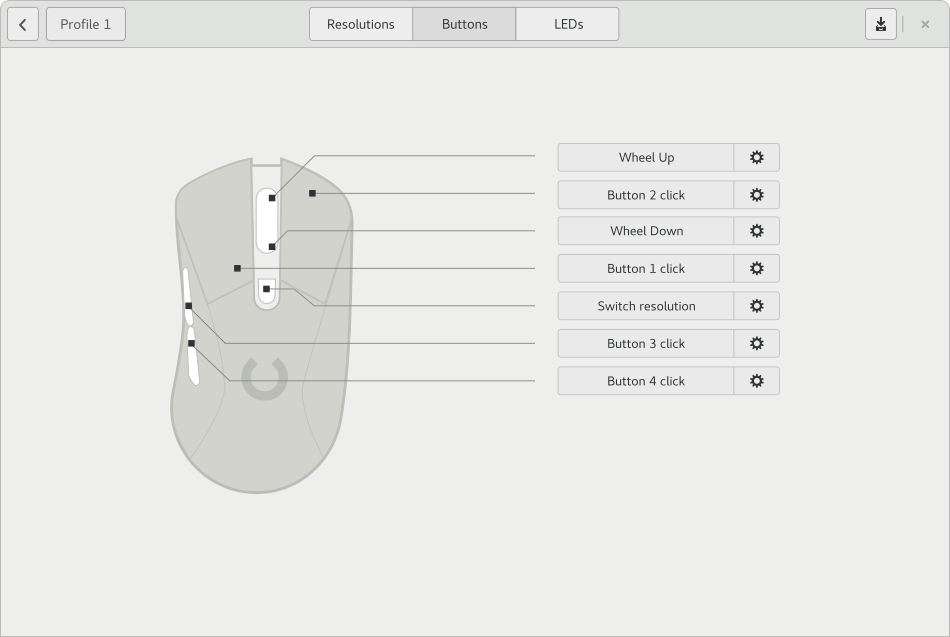 Profile 1
Resolutions
Buttons
LEDs
Wheel Up
Button 2 click
Wheel Down
Button 1 click
Switch resolution
Button 3 click
Button 4 click